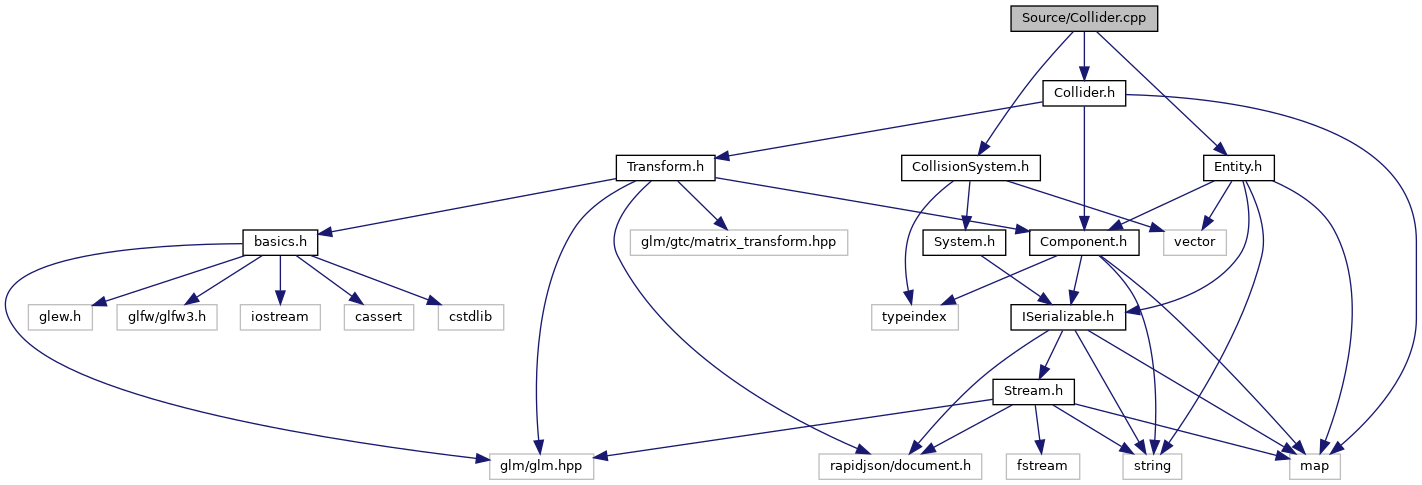 Source/Collider.cpp
Collider.h
Transform.h
CollisionSystem.h
Entity.h
basics.h
glm/gtc/matrix_transform.hpp
System.h
Component.h
vector
glew.h
glfw/glfw3.h
iostream
cassert
cstdlib
typeindex
ISerializable.h
Stream.h
glm/glm.hpp
rapidjson/document.h
fstream
string
map